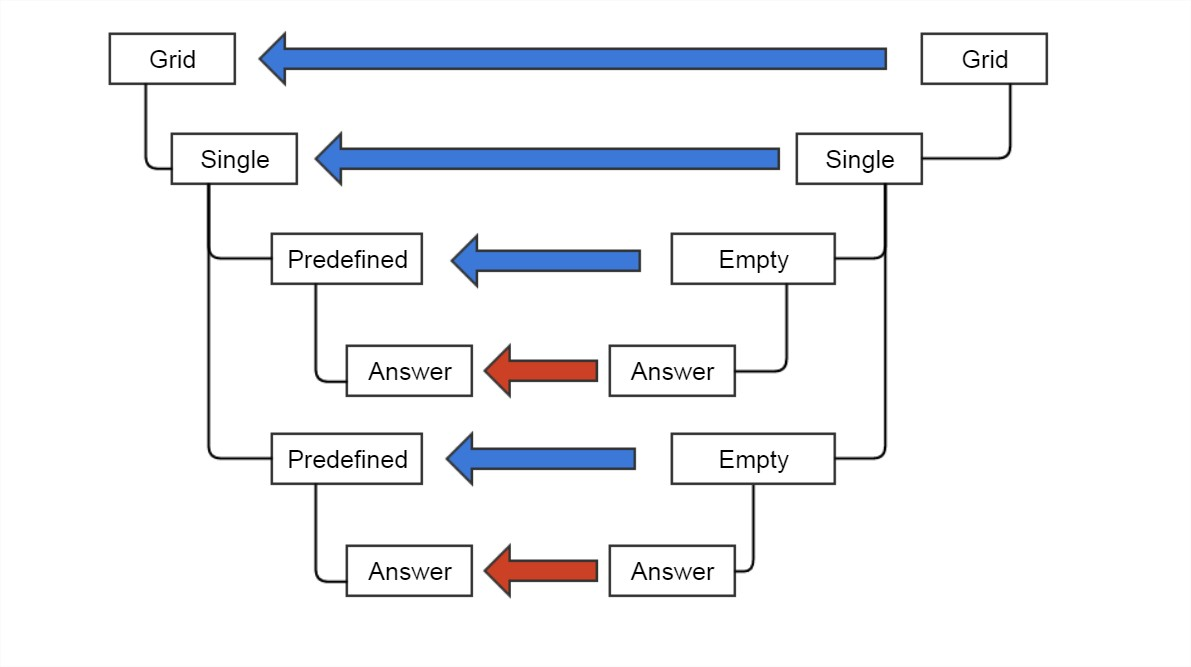 Grid
Grid
Single
Single
Predefined
Empty
Answer
Answer
Predefined
Empty
Answer
Answer